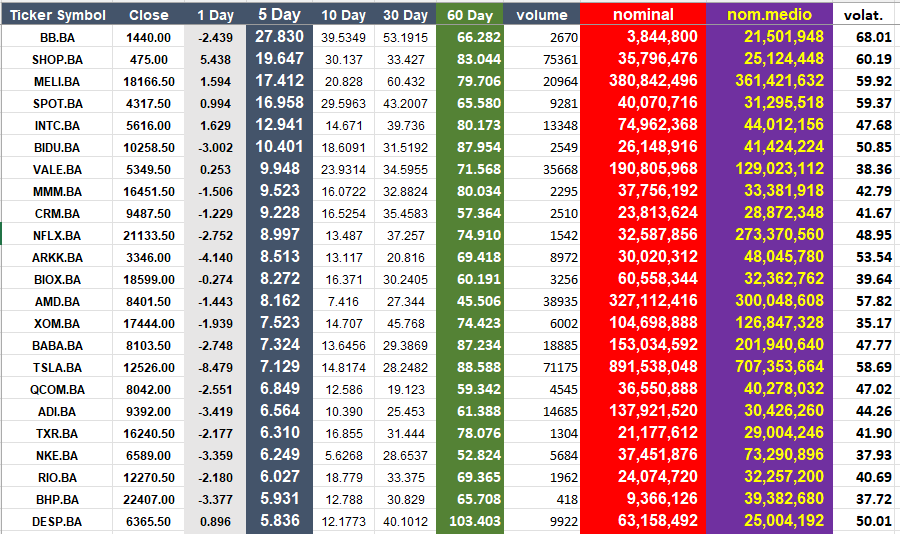 Ticker Symbol Close 1 Day 5 Day 10 Day 30 Day 60 Day volume nominal nom.medio volat.
BB.BA 1440.00 -2.439 27.830 39.5349 53.1915 66.282 2670 3,844,800 21,501,948 68.01
SHOP.BA 475.00 5.438 19.647 30.137 33.427 83.044 75361 35,796,476 25,124,448 60.19
MELI.BA 18166.50 1.594 17.412 20.828 60.432 79.706 20964 380,842,496 361,421,632 59.92
SPOT.BA 4317.50 0.994 16.958 29.5963 43.2007 65.580 9281 40,070,716 31,295,518 59.37
INTC.BA 5616.00 1.629 12.941 14.671 39.736 80.173 13348 74,962,368 44,012,156 47.68
BIDU.BA 10258.50 -3.002 10.401 18.6091 31.5192 87.954 2549 26,148,916 41,424,224 50.85
VALE.BA 5349.50 0.253 9.948 23.9314 34.5955 71.568 35668 190,805,968 129,023,112 38.36
MMM.BA 16451.50 -1.506 9.523 16.0722 32.8824 80.034 2295 37,756,192 33,381,918 42.79
CRM.BA 9487.50 -1.229 9.228 16.5254 35.4583 57.364 2510 23,813,624 28,872,348 41.67
NFLX.BA 21133.50 -2.752 8.997 13.487 37.257 74.910 1542 32,587,856 273,370,560 48.95
ARKK.BA 3346.00 -4.140 8.513 13.117 20.816 69.418 8972 30,020,312 48,045,780 53.54
BIOX.BA 18599.00 -0.274 8.272 16.371 30.2405 60.191 3256 60,558,344 32,362,762 39.64
AMD.BA 8401.50 -1.443 8.162 7.416 27.344 45.506 38935 327,112,416 300,048,608 57.82
XOM.BA 17444.00 -1.939 7.523 14.707 45.768 74.423 6002 104,698,888 126,847,328 35.17
BABA.BA 8103.50 -2.748 7.324 13.6456 29.3869 87.234 18885 153,034,592 201,940,640 47.77
TSLA.BA 12526.00 -8.479 7.129 14.8174 28.2482 88.588 71175 891,538,048 707,353,664 58.69
QCOM.BA 8042.00 -2.551 6.849 12.586 19.123 59.342 4545 36,550,888 40,278,032 47.02
ADI.BA 9392.00 -3.419 6.564 10.390 25.453 61.388 14685 137,921,520 30,426,260 44.26
TXR.BA 16240.50 -2.177 6.310 16.855 31.444 78.076 1304 21,177,612 29,004,246 41.90
NKE.BA 6589.00 -3.359 6.249 5.6268 28.6537 52.824 5684 37,451,876 73,290,896 37.93
RIO.BA 12270.50 -2.180 6.027 18.779 33.375 69.365 1962 24,074,720 32,257,200 40.69
BHP.BA 22407.00 -3.377 5.931 12.788 30.829 65.708 418 9,366,126 39,382,680 37.72
DESP.BA 6365.50 0.896 5.836 12.1773 40.1012 103.403 9922 63,158,492 25,004,192 50.01